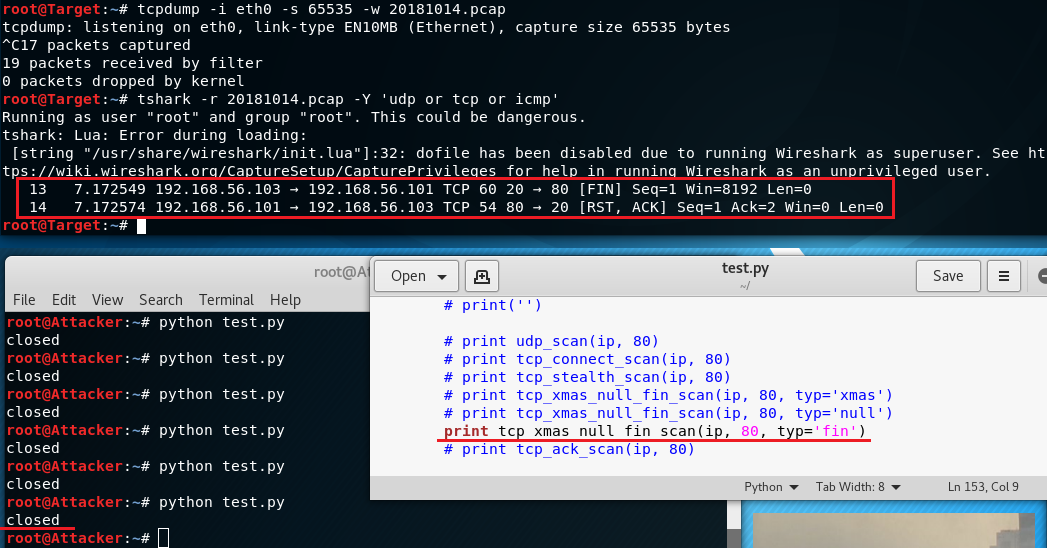 root@Target:~# tcpdump -i eth0 -s 65535 -w 20181014.pcap
tcpdump: listening on eth0, link-type EN10MB (Ethernet), capture size 65535 bytes
^C17 packets captured
19 packets received by filter
0 packets dropped by kernel
root@Target:~# tshark -r 20181014.pcap -Y 'udp or tcp or icmp'
Running as user "root" and group "root". This could be dangerous.
tshark: Lua: Error during loading:
 [string "/usr/share/wireshark/init.lua"]:32: dofile has been disabled due to running Wireshark as superuser. See ht
tps://wiki.wireshark.org/CaptureSetup/CapturePrivileges for help in running Wireshark as an unprivileged user.
   13   7.172549 192.168.56.103 → 192.168.56.101 TCP 60 20 → 80 [FIN] Seq=1 Win=8192 Len=0
   14   7.172574 192.168.56.101 → 192.168.56.103 TCP 54 80 → 20 [RST, ACK] Seq=1 Ack=2 Win=0 Len=0
root@Target:~#
root@At
File Edit View Search Terminal Help
root@Attacker:~# python test.py
closed
root@Attacker:~# python test.py
closed
root@Attacker:~# python test.py
closed
root@Attacker:~# python test.py
closed
root@Attacker:~# python test.py
closed
root@Attacker:~# python test.py
closed
root@Attacker:~#
Open
test.py
~/
Save
# print('')
# print udp_scan(ip, 80)
# print tcp_connect_scan(ip, 80)
# print tcp_stealth_scan(ip, 80)
# print tcp_xmas_null_fin_scan(ip, 80, typ='xmas')
# print tcp_xmas_null_fin_scan(ip, 80, typ='null')
print tcp_xmas_null_fin_scan(ip, 80, typ='fin')
# print tcp_ack_scan(ip, 80)
Python Tab Width: 8 Ln 153, Col 9